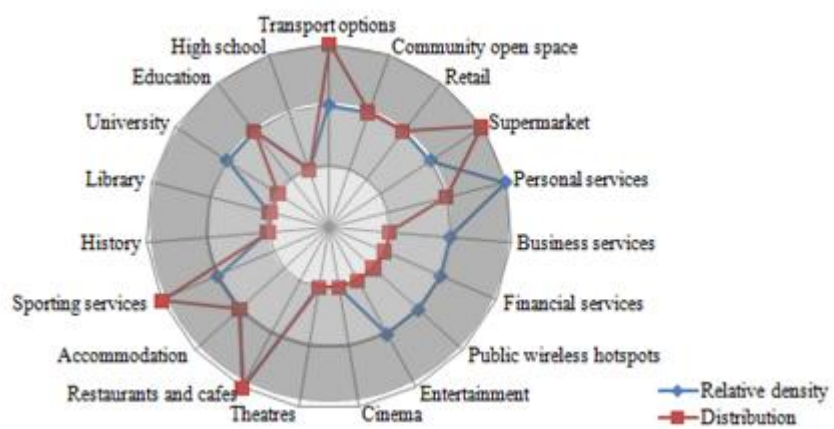 Transport options
High school
Community open space
Education
Retail
University
Supermarket
Library
Personal services
History
Business services
Sporting services
Financial services
Accommodation
Public wireless hotspots
Restaurants and cafes
Entertainment
Theatres
Cinema
Relative density
Distribution